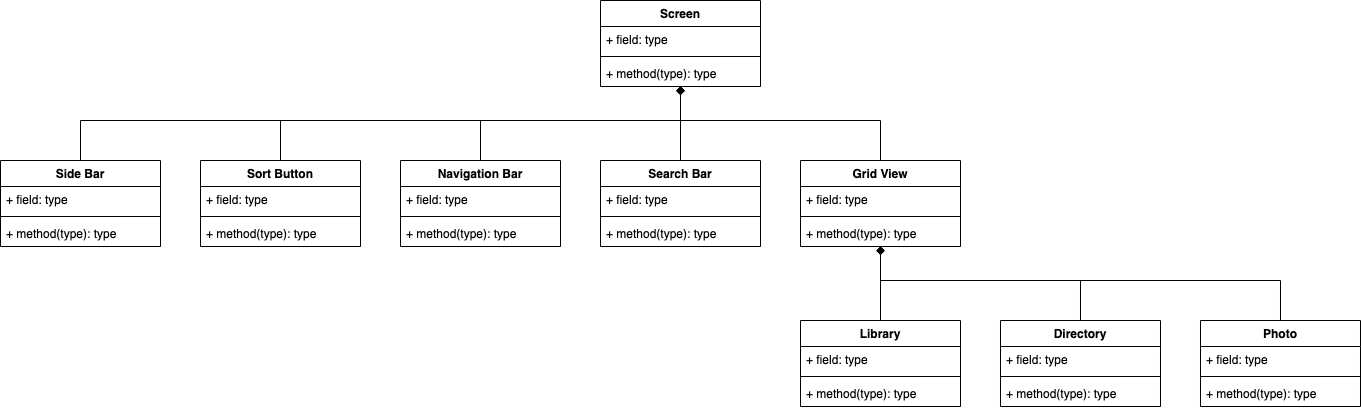 Screen
+ field: type
+ method(type): type
Side Bar
+ field: type
+ method(type): type
Sort Button
+ field: type
+ method(type): type
Navigation Bar
+ field: type
+ method(type): type
Search Bar
+ field: type
+ method(type): type
Grid View
+ field: type
+ method(type): type
Library
+ field: type
+ method(type): type
Directory
+ field: type
+ method(type): type
Photo
+ field: type
+ method(type): type